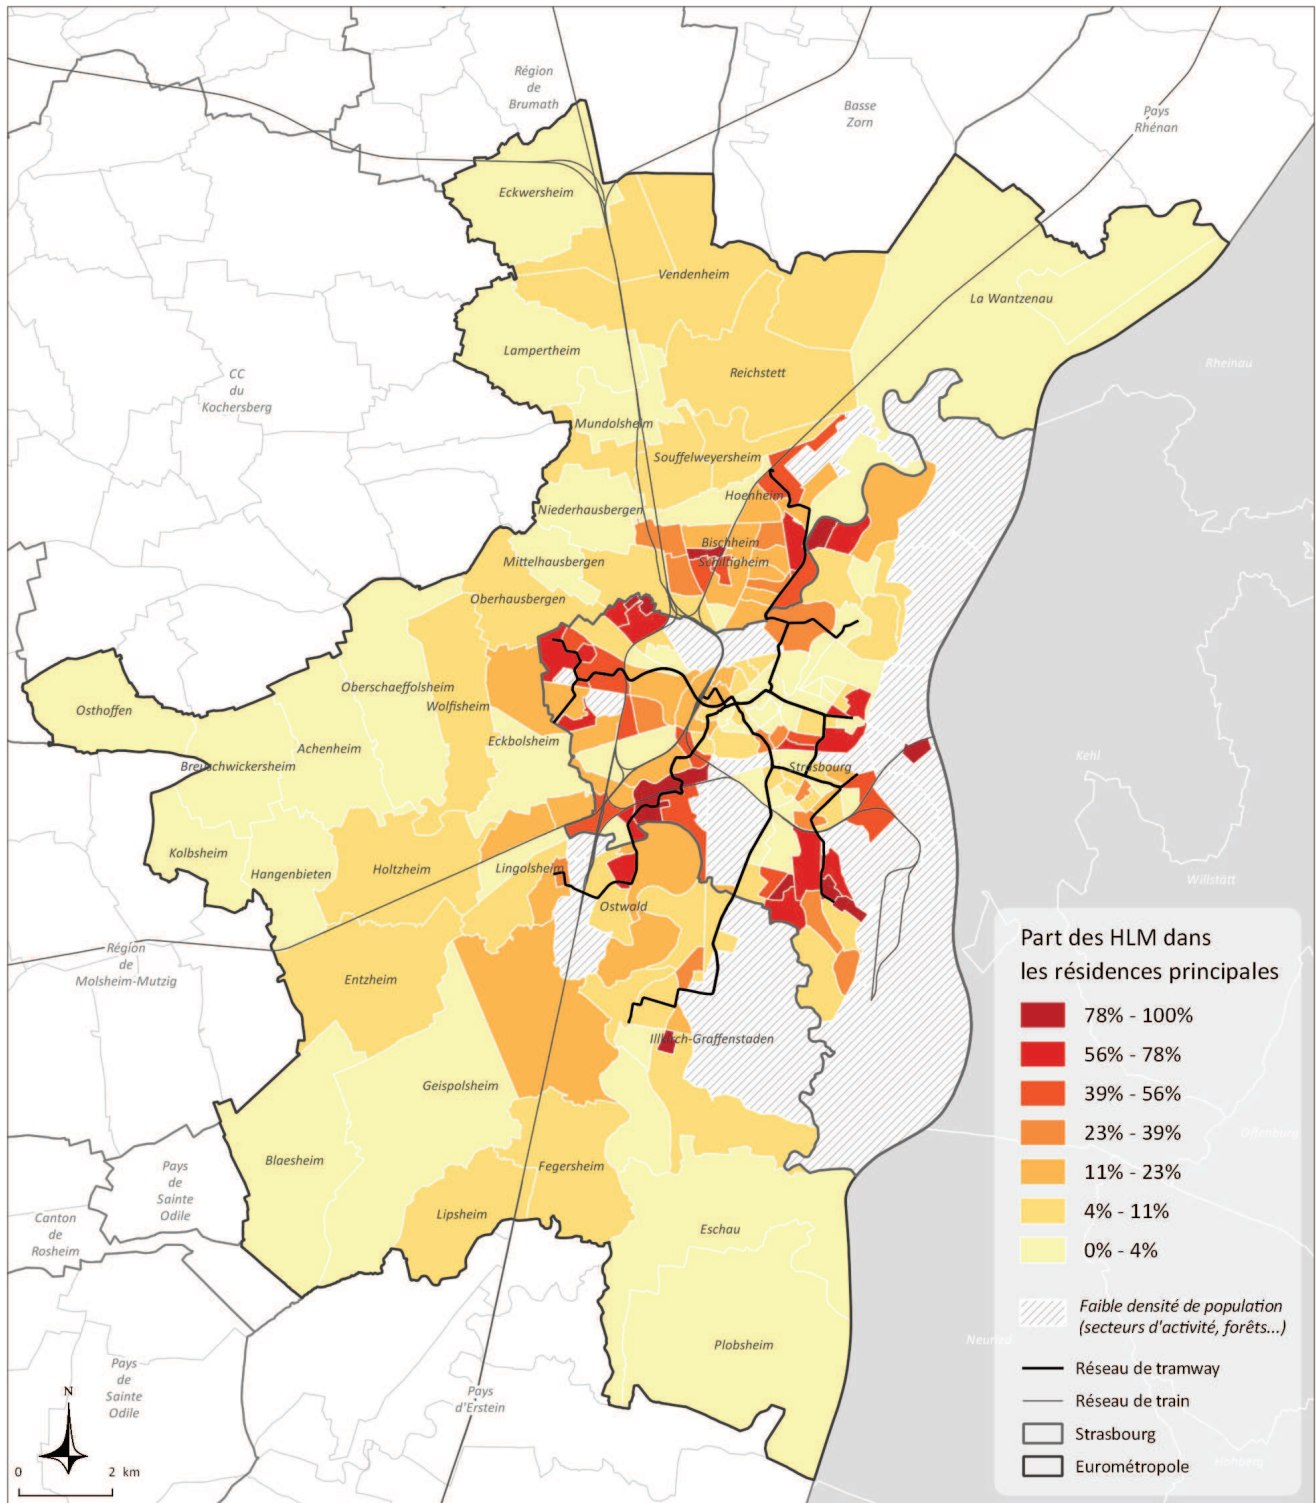 Région
de
Brumath
Basse
Zorn
Pays
Rhénan
Eckwersheim
Vendenheim
La Wantzenau
Lampertheim
Reichstett
Rheinau
CC
du
Kochersberg
Mundolsheim
Souffelweyersheim
Hoenheim
Niederhausbergen
Bischheim
Schiltigheim
Mittelhausbergen
Oberhausbergen
Oberschaeffolsheim
Wolfisheim
Osthoffen
Achenheim
Eckbolsheim
Breuschwickersheim
Strasbourg
Kehl
Kolbsheim
Hangenbieten
Holtzheim
Lingolsheim
Willstätt
Ostwald
Région
de
Molsheim-Mutzig
Entzheim
Illkirch-Graffenstaden
Geispolsheim
Blaesheim
Fegersheim
Offenburg
Pays
de
Sainte
Odile
Canton
de
Rosheim
Lipsheim
Eschau
Plobsheim
Neuried
Pays
de
Sainte
Odile
Pays
d'Erstein
Hohberg
Part des HLM dans
les résidences principales
78% - 100%
56% - 78%
39% - 56%
23% - 39%
11% - 23%
4% - 11%
0% - 4%
Faible densité de population
(secteurs d'activité, forêts...)
Réseau de tramway
Réseau de train
Strasbourg
Eurométropole
N
0 2 km